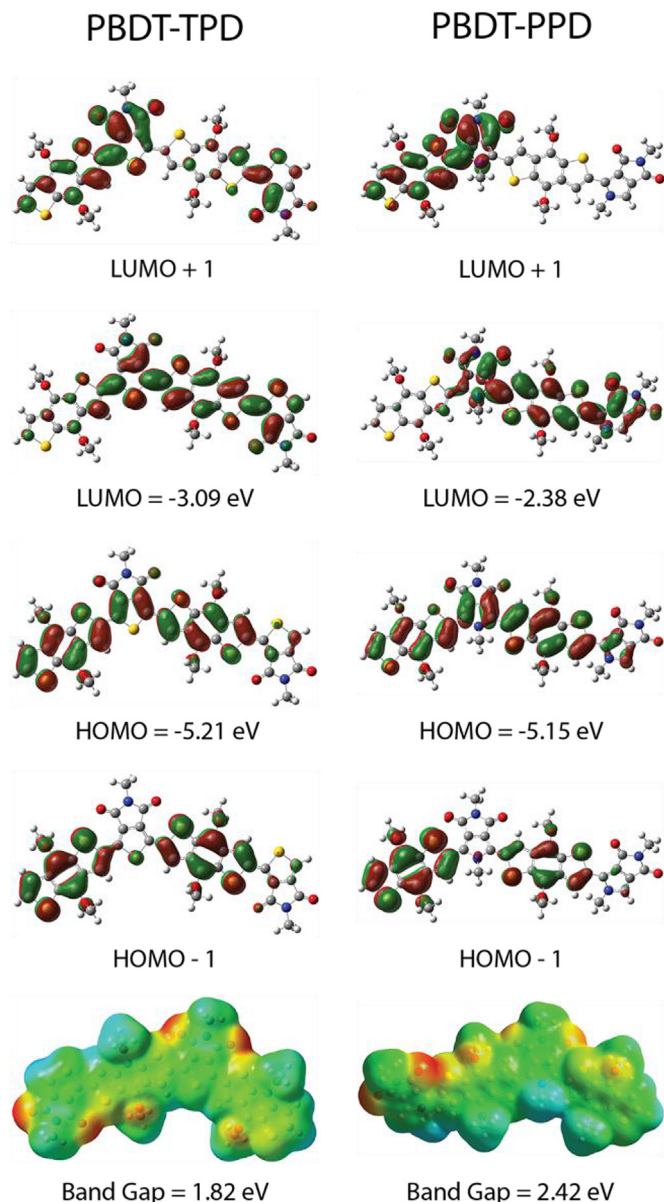 PBDT-TPD
PBDT-PPD
LUMO + 1
LUMO + 1
LUMO = -3.09 eV
LUMO = -2.38 eV
HOMO = -5.21 eV
HOMO = -5.15 eV
HOMO - 1
HOMO - 1
Band Gap = 1.82 eV
Band Gap = 2.42 eV